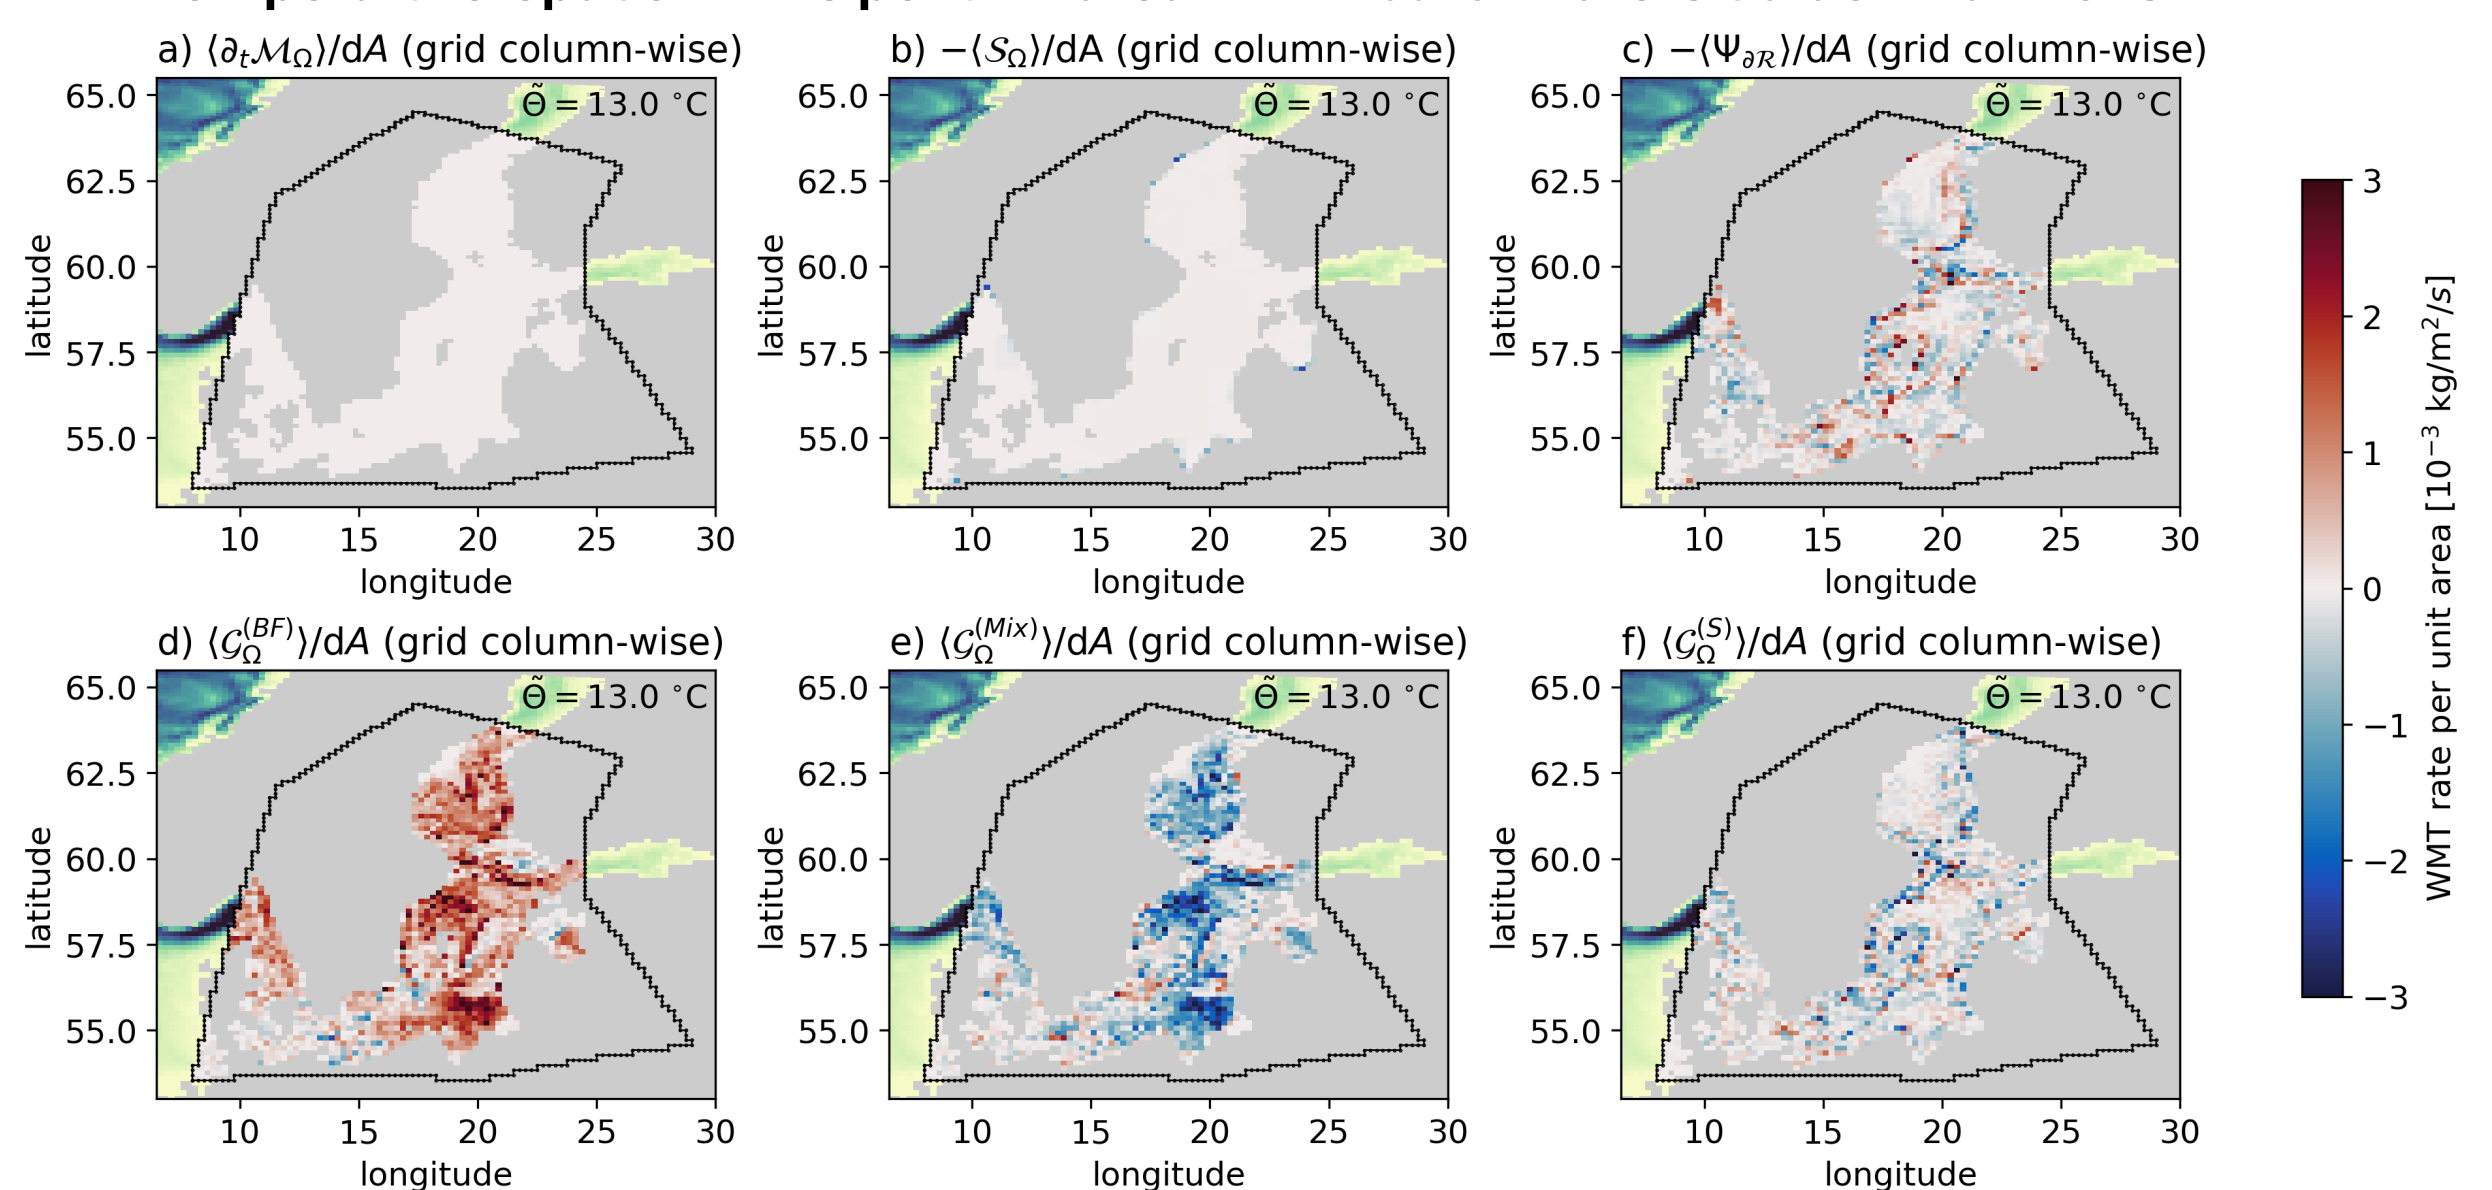 a) ⟨∂ₜℳ_Ω⟩/dA (grid column-wise)
b) −⟨𝒮_Ω⟩/dA (grid column-wise)
c) −⟨Ψ_∂ℛ⟩/dA (grid column-wise)
65.0
62.5
60.0
57.5
55.0
latitude
Θ̃ = 13.0 °C
10 15 20 25 30
longitude
65.0
62.5
60.0
57.5
55.0
latitude
Θ̃ = 13.0 °C
10 15 20 25 30
longitude
65.0
62.5
60.0
57.5
55.0
latitude
Θ̃ = 13.0 °C
10 15 20 25 30
longitude
d) ⟨𝒢_Ω^(BF)⟩/dA (grid column-wise)
e) ⟨𝒢_Ω^(Mix)⟩/dA (grid column-wise)
f) ⟨𝒢_Ω^(S)⟩/dA (grid column-wise)
65.0
62.5
60.0
57.5
55.0
latitude
Θ̃ = 13.0 °C
10 15 20 25 30
longitude
65.0
62.5
60.0
57.5
55.0
latitude
Θ̃ = 13.0 °C
10 15 20 25 30
longitude
65.0
62.5
60.0
57.5
55.0
latitude
Θ̃ = 13.0 °C
10 15 20 25 30
longitude
3
2
1
0
−1
−2
−3
WMT rate per unit area [10⁻³ kg/m²/s]